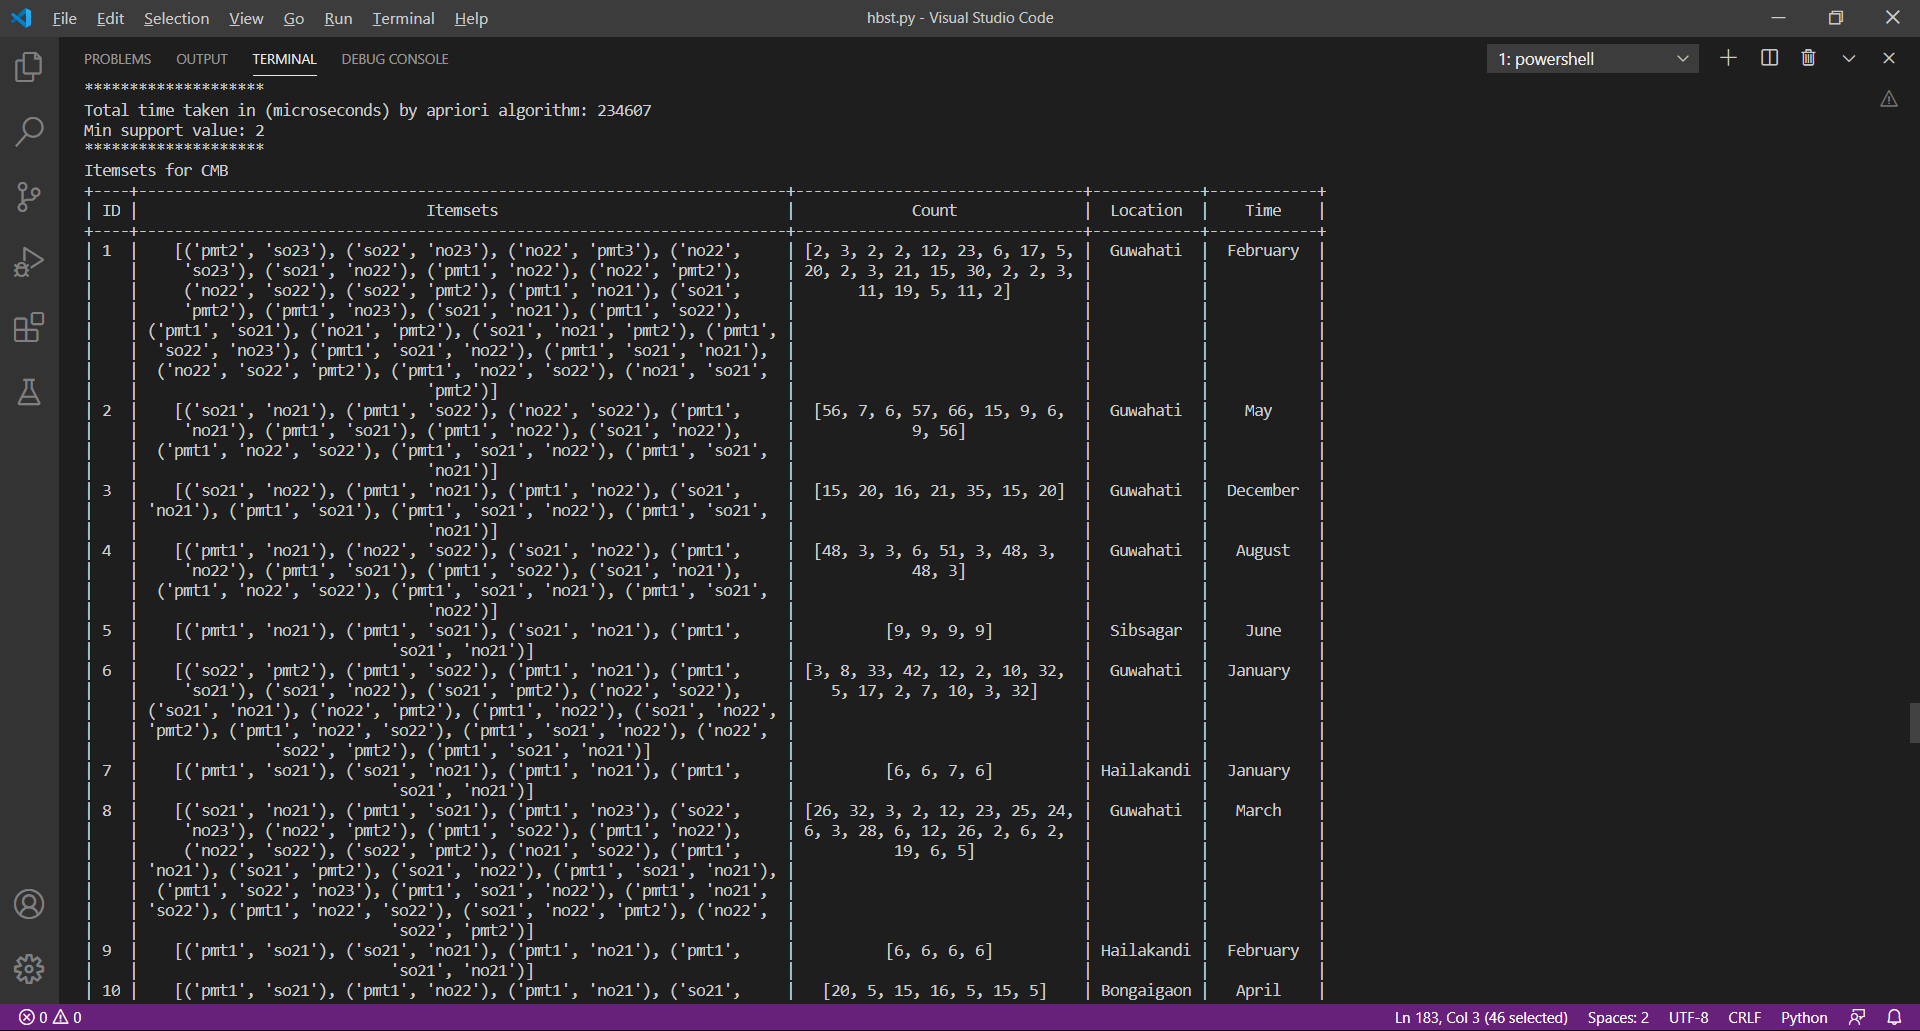 File Edit Selection View Go Run Terminal Help hbst.py - Visual Studio Code
PROBLEMS OUTPUT TERMINAL DEBUG CONSOLE 1: powershell
********************
Total time taken in (microseconds) by apriori algorithm: 234607
Min support value: 2
********************
Itemsets for CMB
+----+------------------------------------------------------------------------+--------------------------------+------------+------------+
| ID | Itemsets | Count | Location | Time |
+----+------------------------------------------------------------------------+--------------------------------+------------+------------+
| 1 | [('pmt2', 'so23'), ('so22', 'no23'), ('no22', 'pmt3'), ('no22', | [2, 3, 2, 2, 12, 23, 6, 17, 5, | Guwahati | February |
| | 'so23'), ('so21', 'no22'), ('pmt1', 'no22'), ('no22', 'pmt2'), | 20, 2, 3, 21, 15, 30, 2, 2, 3, | | |
| | ('no22', 'so22'), ('so22', 'pmt2'), ('pmt1', 'no21'), ('so21', | 11, 19, 5, 11, 2] | | |
| | 'pmt2'), ('pmt1', 'no23'), ('so21', 'no21'), ('pmt1', 'so22'), | | | |
| | ('pmt1', 'so21'), ('no21', 'pmt2'), ('so21', 'no21', 'pmt2'), ('pmt1', | | | |
| | 'so22', 'no23'), ('pmt1', 'so21', 'no22'), ('pmt1', 'so21', 'no21'), | | | |
| | ('no22', 'so22', 'pmt2'), ('pmt1', 'no22', 'so22'), ('no21', 'so21', | | | |
| | 'pmt2')] | | | |
| 2 | [('so21', 'no21'), ('pmt1', 'so22'), ('no22', 'so22'), ('pmt1', | [56, 7, 6, 57, 66, 15, 9, 6, | Guwahati | May |
| | 'no21'), ('pmt1', 'so21'), ('pmt1', 'no22'), ('so21', 'no22'), | 9, 56] | | |
| | ('pmt1', 'no22', 'so22'), ('pmt1', 'so21', 'no22'), ('pmt1', 'so21', | | | |
| | 'no21')] | | | |
| 3 | [('so21', 'no22'), ('pmt1', 'no21'), ('pmt1', 'no22'), ('so21', | [15, 20, 16, 21, 35, 15, 20] | Guwahati | December |
| | 'no21'), ('pmt1', 'so21'), ('pmt1', 'so21', 'no22'), ('pmt1', 'so21', | | | |
| | 'no21')] | | | |
| 4 | [('pmt1', 'no21'), ('no22', 'so22'), ('so21', 'no22'), ('pmt1', | [48, 3, 3, 6, 51, 3, 48, 3, | Guwahati | August |
| | 'no22'), ('pmt1', 'so21'), ('pmt1', 'so22'), ('so21', 'no21'), | 48, 3] | | |
| | ('pmt1', 'no22', 'so22'), ('pmt1', 'so21', 'no21'), ('pmt1', 'so21', | | | |
| | 'no22')] | | | |
| 5 | [('pmt1', 'no21'), ('pmt1', 'so21'), ('so21', 'no21'), ('pmt1', | [9, 9, 9, 9] | Sibsagar | June |
| | 'so21', 'no21')] | | | |
| 6 | [('so22', 'pmt2'), ('pmt1', 'so22'), ('pmt1', 'no21'), ('pmt1', | [3, 8, 33, 42, 12, 2, 10, 32, | Guwahati | January |
| | 'so21'), ('so21', 'no22'), ('so21', 'pmt2'), ('no22', 'so22'), | 5, 17, 2, 7, 10, 3, 32] | | |
| | ('so21', 'no21'), ('no22', 'pmt2'), ('pmt1', 'no22'), ('so21', 'no22', | | | |
| | 'pmt2'), ('pmt1', 'no22', 'so22'), ('pmt1', 'so21', 'no22'), ('no22', | | | |
| | 'so22', 'pmt2'), ('pmt1', 'so21', 'no21')] | | | |
| 7 | [('pmt1', 'so21'), ('so21', 'no21'), ('pmt1', 'no21'), ('pmt1', | [6, 6, 7, 6] | Hailakandi | January |
| | 'so21', 'no21')] | | | |
| 8 | [('so21', 'no21'), ('pmt1', 'so21'), ('pmt1', 'no23'), ('so22', | [26, 32, 3, 2, 12, 23, 25, 24, | Guwahati | March |
| | 'no23'), ('no22', 'pmt2'), ('pmt1', 'so22'), ('pmt1', 'no22'), | 6, 3, 28, 6, 12, 26, 2, 6, 2, | | |
| | ('no22', 'so22'), ('so22', 'pmt2'), ('no21', 'so22'), ('pmt1', | 19, 6, 5] | | |
| | 'no21'), ('so21', 'pmt2'), ('so21', 'no22'), ('pmt1', 'so21', 'no21'), | | | |
| | ('pmt1', 'so22', 'no23'), ('pmt1', 'so21', 'no22'), ('pmt1', 'no21', | | | |
| | 'so22'), ('pmt1', 'no22', 'so22'), ('so21', 'no22', 'pmt2'), ('no22', | | | |
| | 'so22', 'pmt2')] | | | |
| 9 | [('pmt1', 'so21'), ('so21', 'no21'), ('pmt1', 'no21'), ('pmt1', | [6, 6, 6, 6] | Hailakandi | February |
| | 'so21', 'no21')] | | | |
| 10 | [('pmt1', 'so21'), ('pmt1', 'no22'), ('pmt1', 'no21'), ('so21', | [20, 5, 15, 16, 5, 15, 5] | Bongaigaon | April |
0 0 Ln 183, Col 3 (46 selected) Spaces: 2 UTF-8 CRLF Python